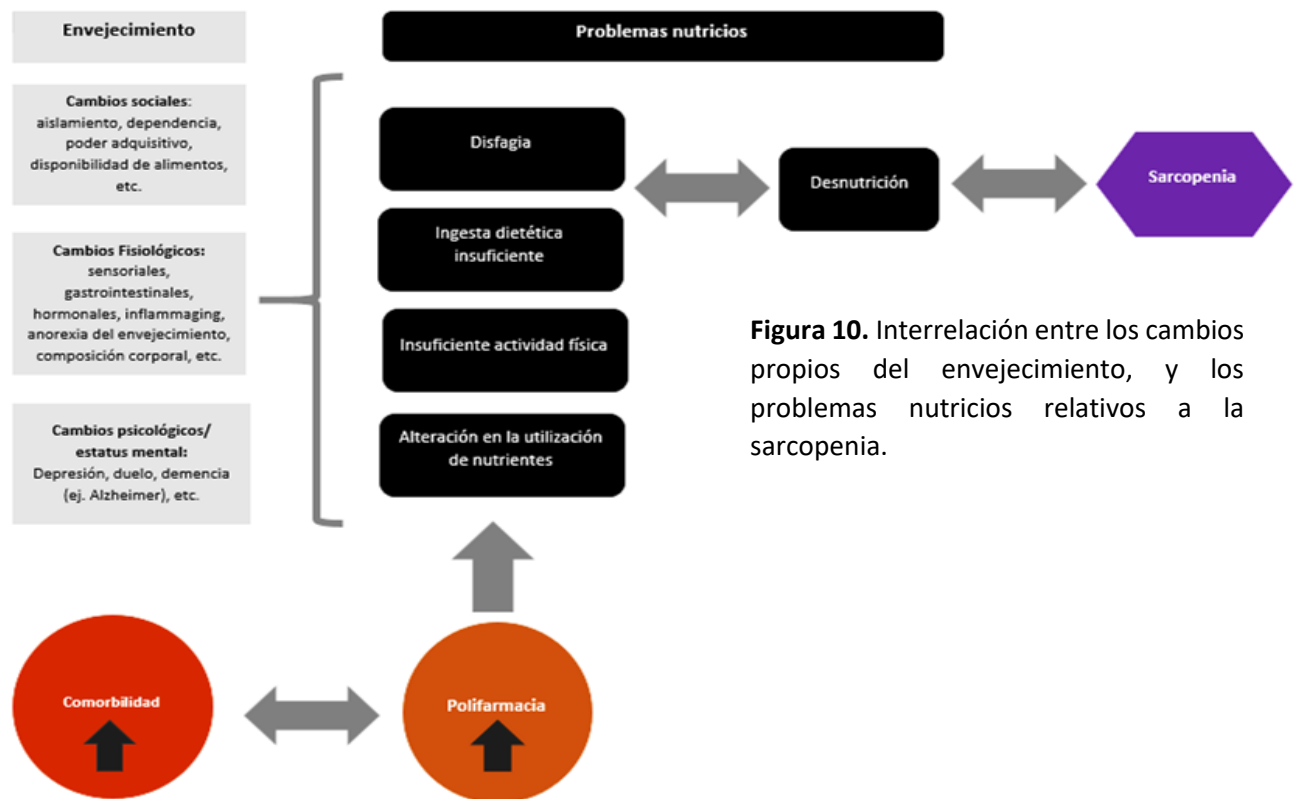 Envejecimiento
Problemas nutricios
Cambios sociales:
aislamiento, dependencia,
poder adquisitivo,
disponibilidad de alimentos,
etc.
Cambios Fisiológicos:
sensoriales,
gastrointestinales,
hormonales, inflammaging,
anorexia del envejecimiento,
composición corporal, etc.
Cambios psicológicos/
estatus mental:
Depresión, duelo, demencia
(ej. Alzheimer), etc.
Disfagia
Ingesta dietética
insuficiente
Insuficiente actividad física
Alteración en la utilización
de nutrientes
Desnutrición
Sarcopenia
Figura 10. Interrelación entre los cambios
propios del envejecimiento, y los
problemas nutricios relativos a la
sarcopenia.
Comorbilidad
Polifarmacia